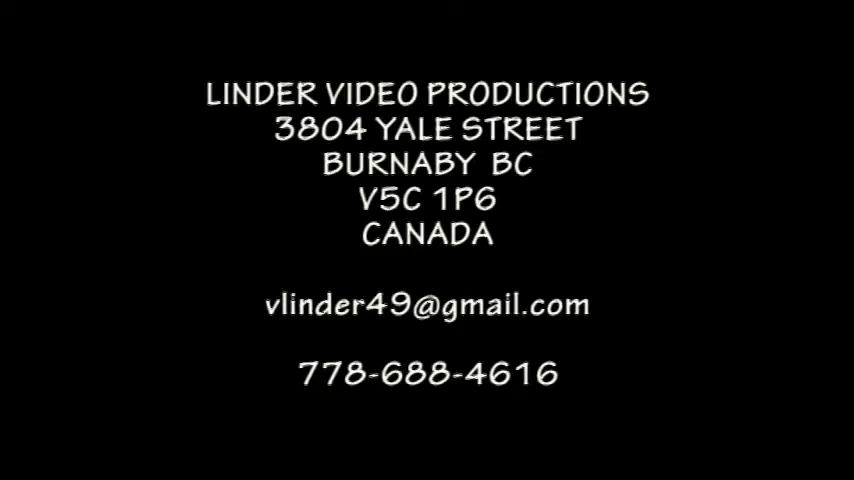 LINDER VIDEO PRODUCTIONS
3804 YALE STREET
BURNABY BC
V5C 1P6
CANADA
vlinder49@gmail.com
778-688-4616